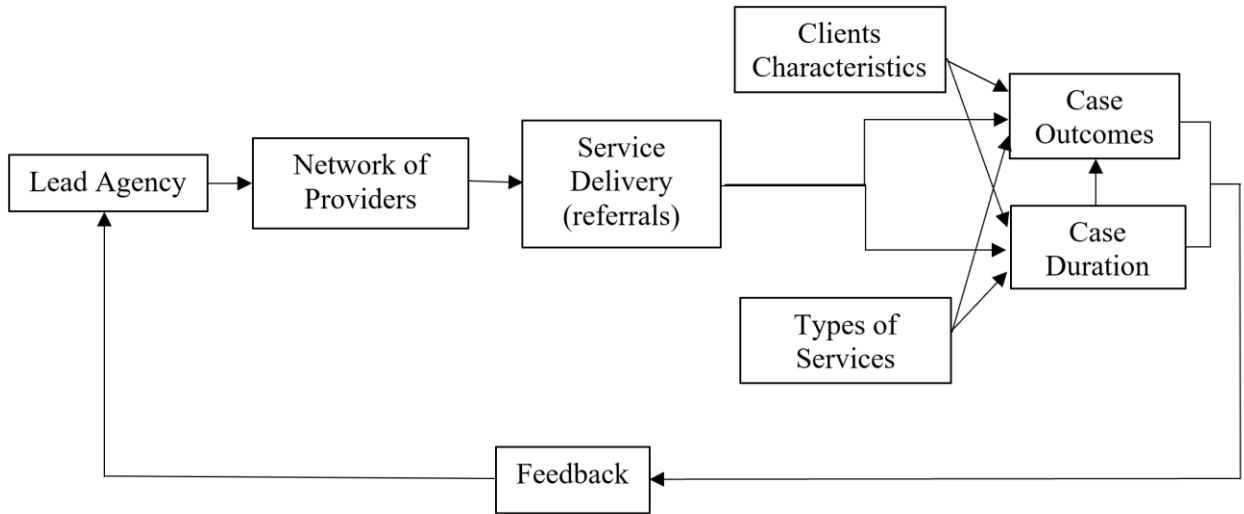 Clients
Characteristics
Case
Outcomes
Service
Delivery
(referrals)
Network of
Providers
Lead Agency
Case
Duration
Types of
Services
Feedback